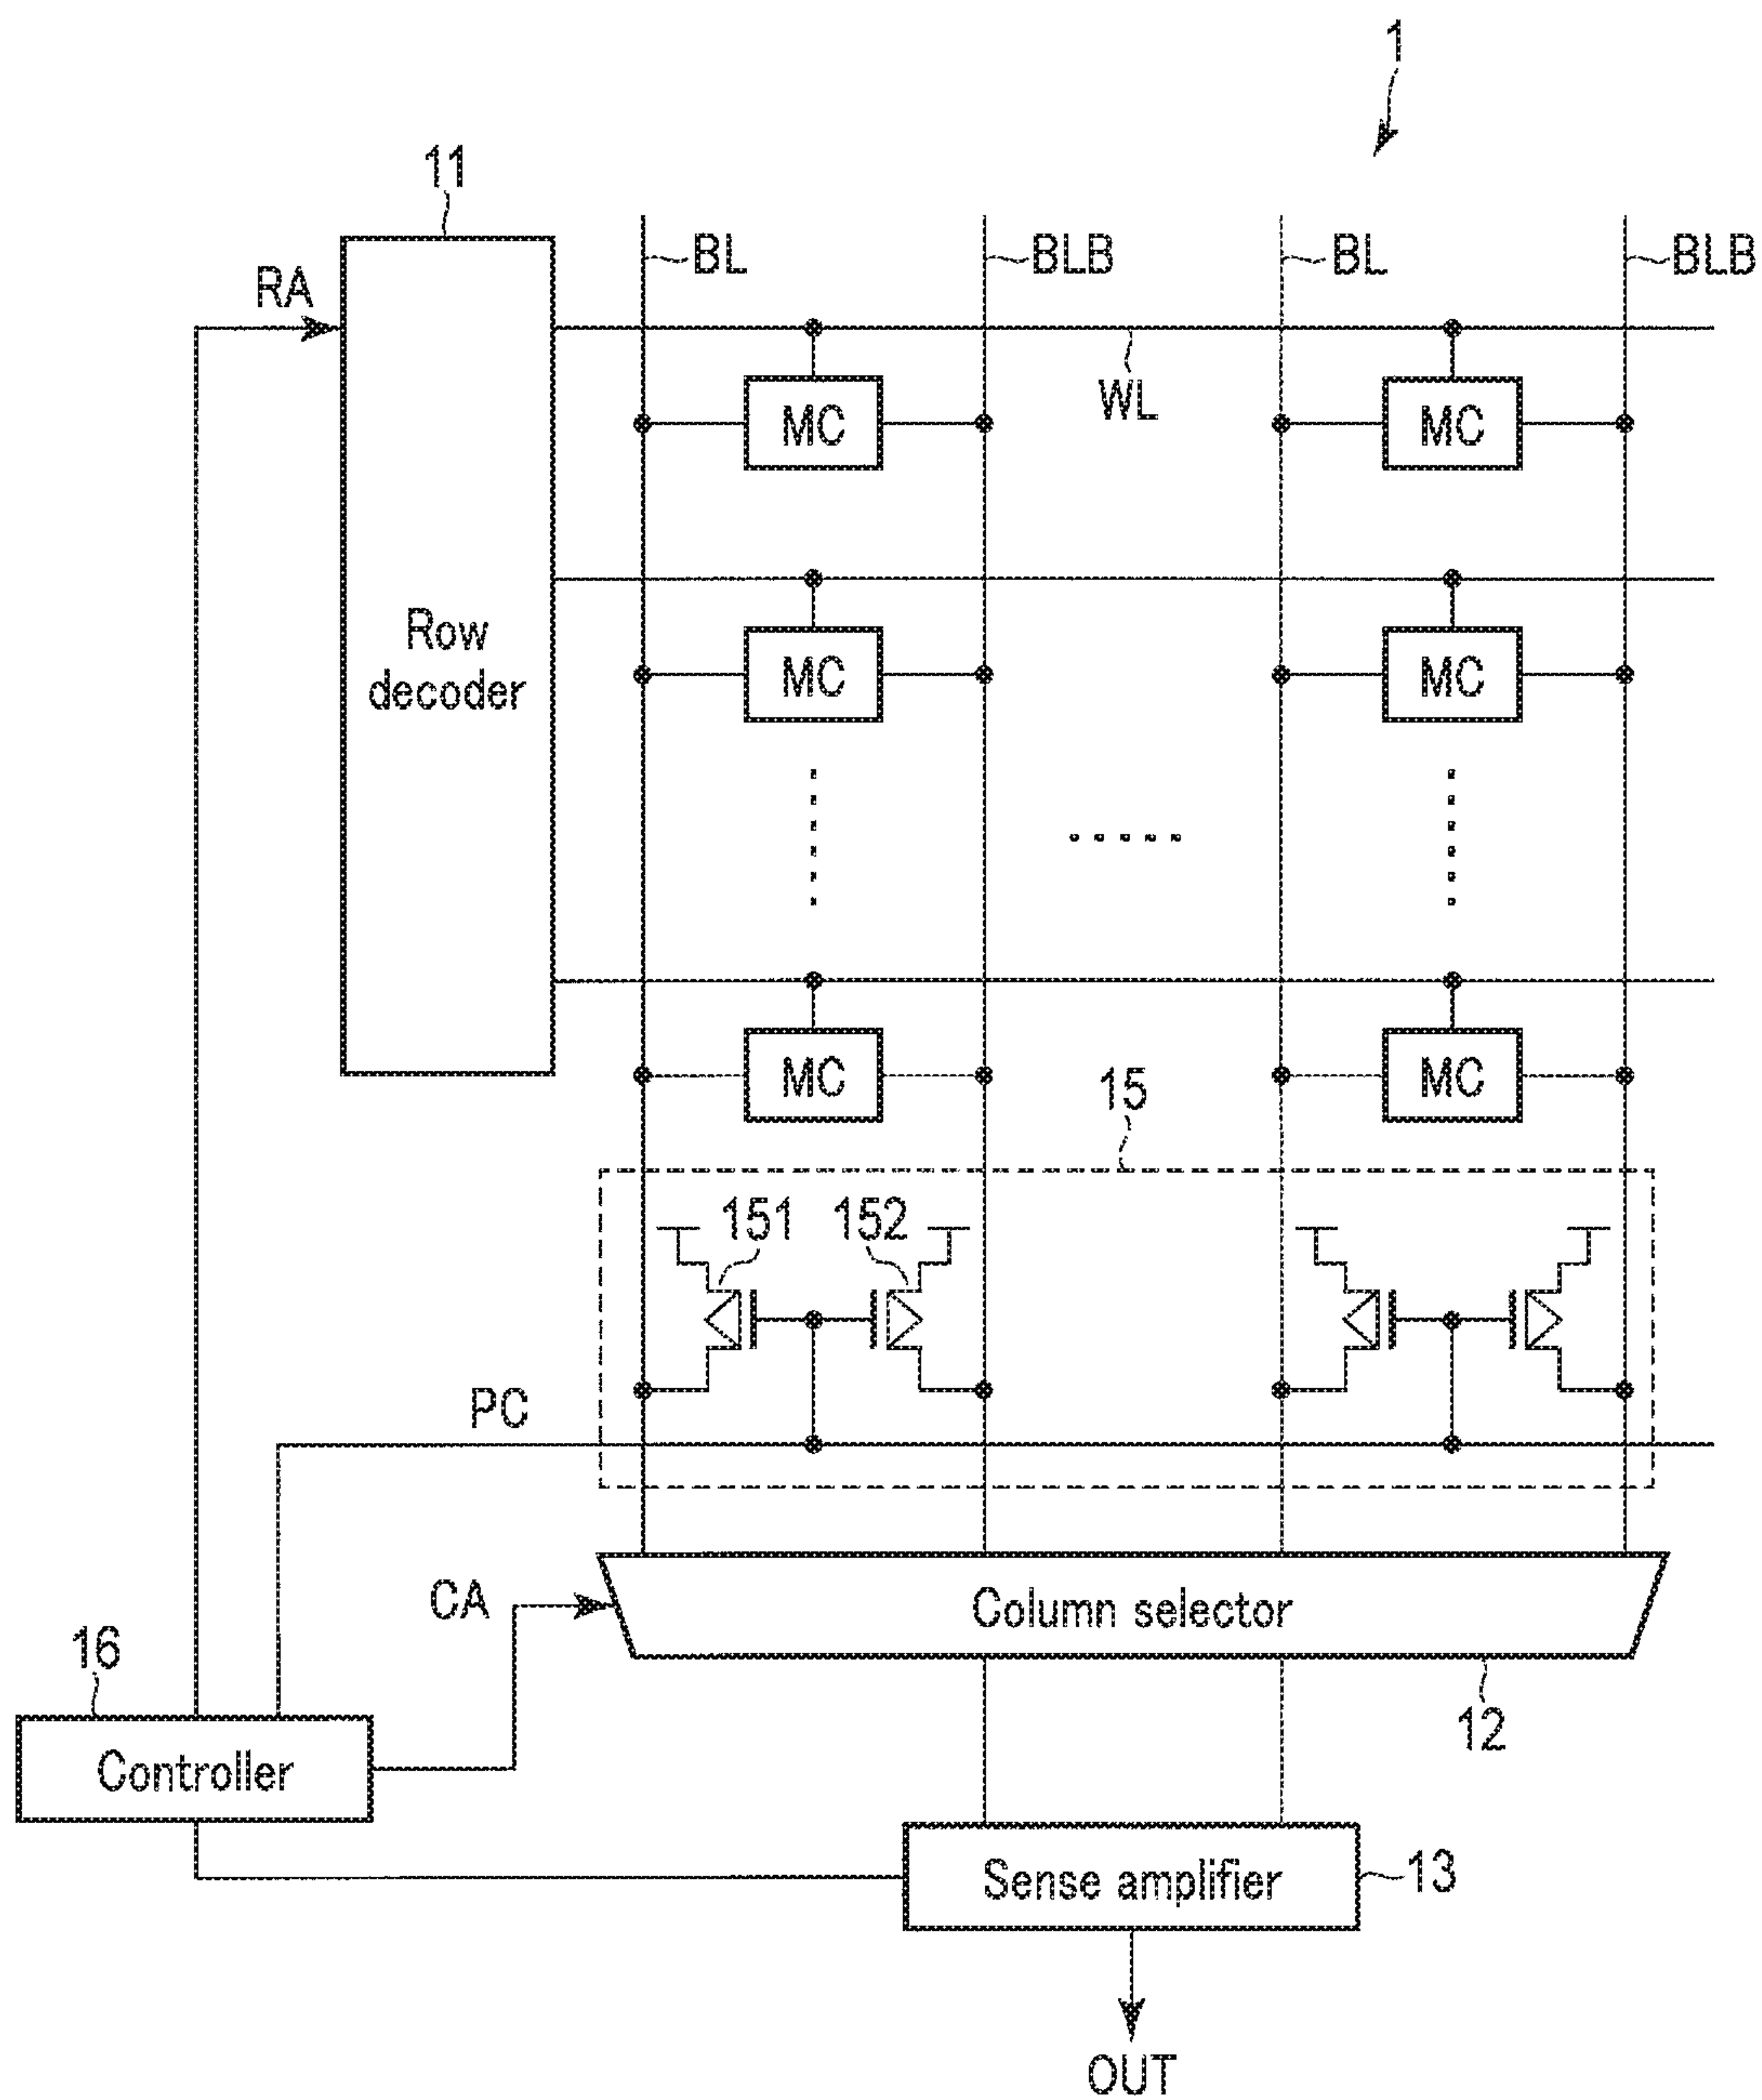 1
11
BL
BLB
BL
BLB
RA
WL
MC
MC
Row
decoder
MC
MC
MC
MC
15
151
152
PC
CA
Column selector
16
12
Controller
Sense amplifier
13
OUT